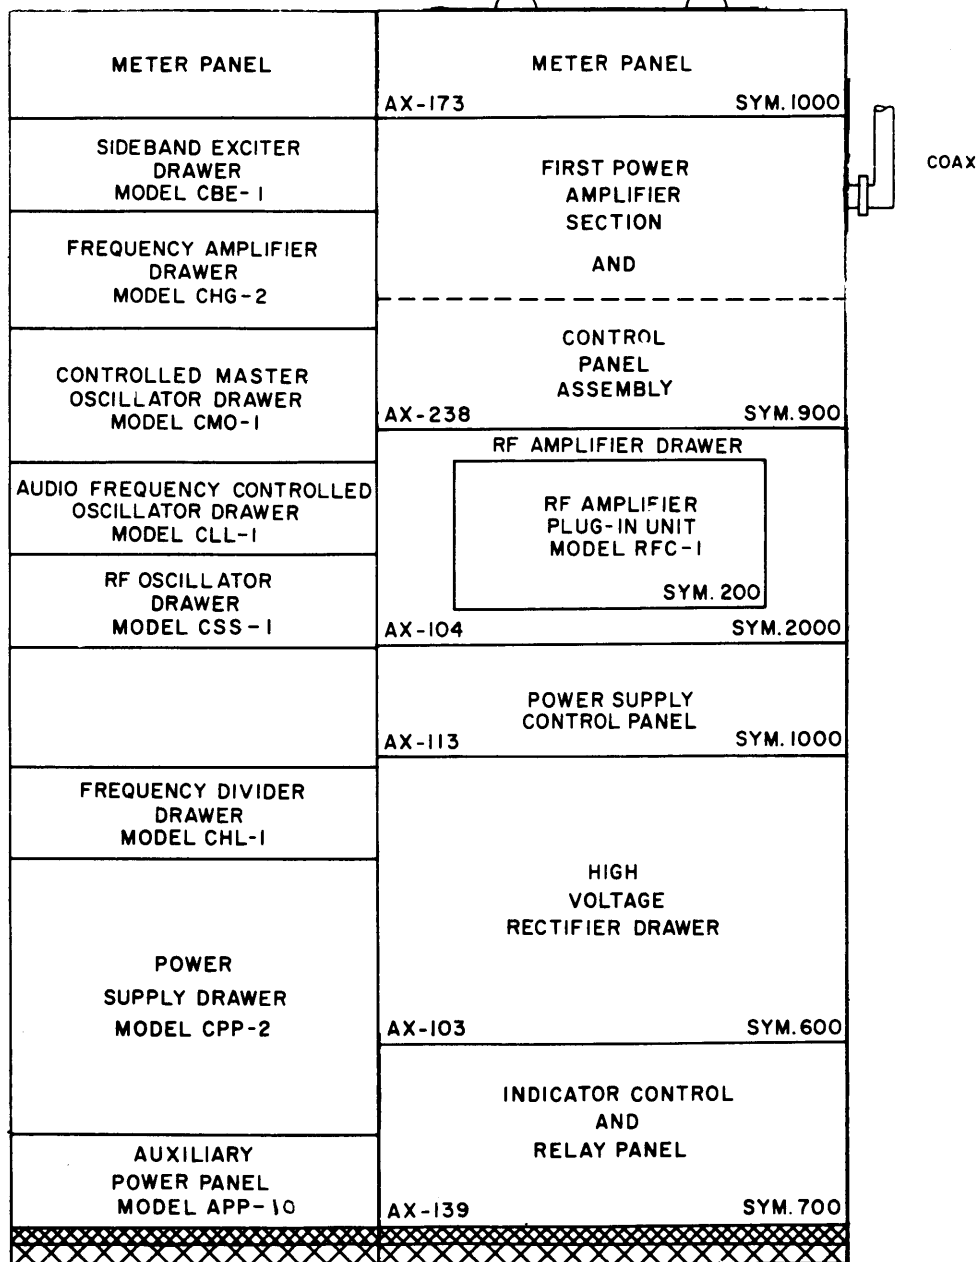 METER PANEL
SIDEBAND EXCITER
DRAWER
MODEL CBE-1
FREQUENCY AMPLIFIER
DRAWER
MODEL CHG-2
CONTROLLED MASTER
OSCILLATOR DRAWER
MODEL CMO-1
AUDIO FREQUENCY CONTROLLED
OSCILLATOR DRAWER
MODEL CLL-1
RF OSCILLATOR
DRAWER
MODEL CSS-1
FREQUENCY DIVIDER
DRAWER
MODEL CHL-1
POWER
SUPPLY DRAWER
MODEL CPP-2
AUXILIARY
POWER PANEL
MODEL APP-10
METER PANEL
AX-173 SYM. 1000
FIRST POWER
AMPLIFIER
SECTION
AND
CONTROL
PANEL
ASSEMBLY
AX-238 SYM. 900
RF AMPLIFIER DRAWER
RF AMPLIFIER
PLUG-IN UNIT
MODEL RFC-1
SYM. 200
AX-104 SYM. 2000
POWER SUPPLY
CONTROL PANEL
AX-113 SYM. 1000
HIGH
VOLTAGE
RECTIFIER DRAWER
AX-103 SYM. 600
INDICATOR CONTROL
AND
RELAY PANEL
AX-139 SYM. 700
COAX